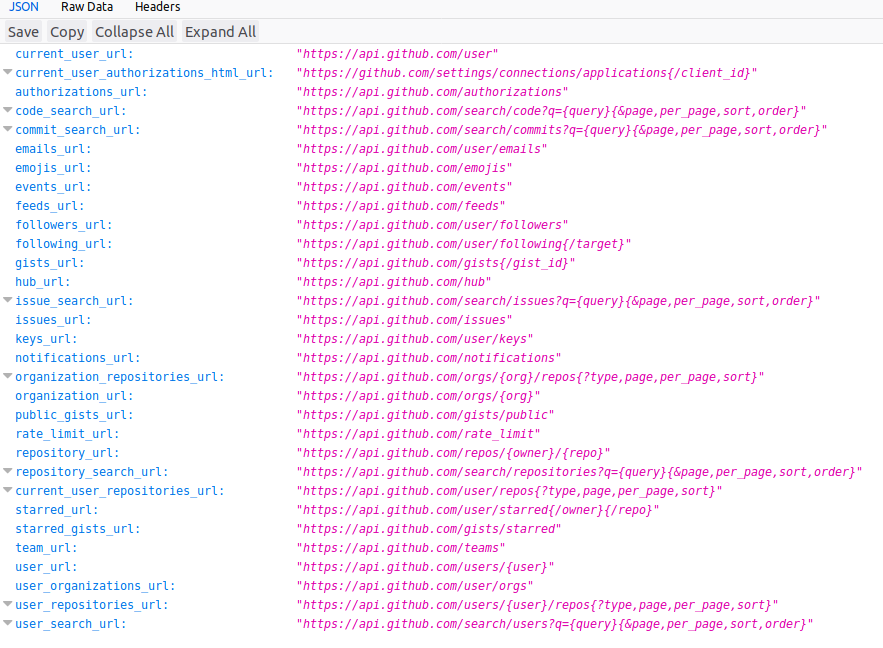 JSON Raw Data Headers
Save Copy Collapse All Expand All
current_user_url: "https://api.github.com/user"
current_user_authorizations_html_url: "https://github.com/settings/connections/applications{/client_id}"
authorizations_url: "https://api.github.com/authorizations"
code_search_url: "https://api.github.com/search/code?q={query}{&page,per_page,sort,order}"
commit_search_url: "https://api.github.com/search/commits?q={query}{&page,per_page,sort,order}"
emails_url: "https://api.github.com/user/emails"
emojis_url: "https://api.github.com/emojis"
events_url: "https://api.github.com/events"
feeds_url: "https://api.github.com/feeds"
followers_url: "https://api.github.com/user/followers"
following_url: "https://api.github.com/user/following{/target}"
gists_url: "https://api.github.com/gists{/gist_id}"
hub_url: "https://api.github.com/hub"
issue_search_url: "https://api.github.com/search/issues?q={query}{&page,per_page,sort,order}"
issues_url: "https://api.github.com/issues"
keys_url: "https://api.github.com/user/keys"
notifications_url: "https://api.github.com/notifications"
organization_repositories_url: "https://api.github.com/orgs/{org}/repos{?type,page,per_page,sort}"
organization_url: "https://api.github.com/orgs/{org}"
public_gists_url: "https://api.github.com/gists/public"
rate_limit_url: "https://api.github.com/rate_limit"
repository_url: "https://api.github.com/repos/{owner}/{repo}"
repository_search_url: "https://api.github.com/search/repositories?q={query}{&page,per_page,sort,order}"
current_user_repositories_url: "https://api.github.com/user/repos{?type,page,per_page,sort}"
starred_url: "https://api.github.com/user/starred{/owner}{/repo}"
starred_gists_url: "https://api.github.com/gists/starred"
team_url: "https://api.github.com/teams"
user_url: "https://api.github.com/users/{user}"
user_organizations_url: "https://api.github.com/user/orgs"
user_repositories_url: "https://api.github.com/users/{user}/repos{?type,page,per_page,sort}"
user_search_url: "https://api.github.com/search/users?q={query}{&page,per_page,sort,order}"